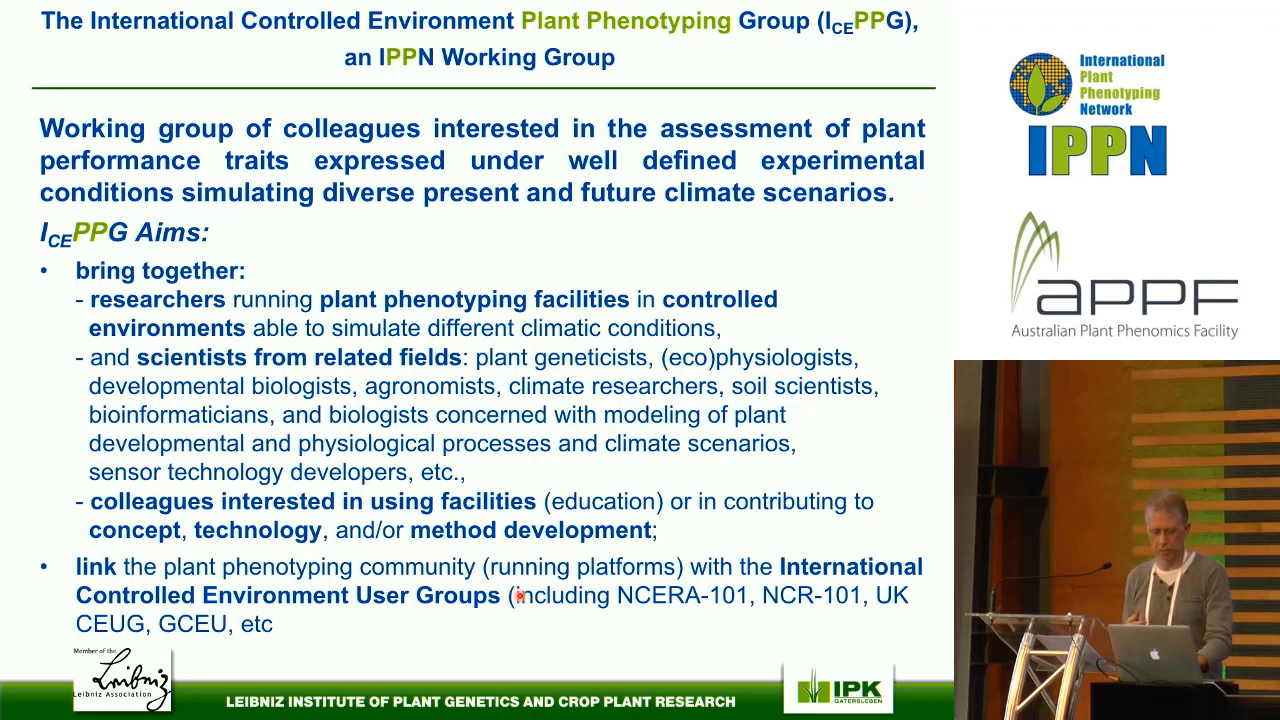 The International Controlled Environment Plant Phenotyping Group (ICEPPG),
an IPPN Working Group
Working group of colleagues interested in the assessment of plant
performance traits expressed under well defined experimental
conditions simulating diverse present and future climate scenarios.
ICEPPG Aims:
• bring together:
- researchers running plant phenotyping facilities in controlled
environments able to simulate different climatic conditions,
- and scientists from related fields: plant geneticists, (eco)physiologists,
developmental biologists, agronomists, climate researchers, soil scientists,
bioinformaticians, and biologists concerned with modeling of plant
developmental and physiological processes and climate scenarios,
sensor technology developers, etc.,
- colleagues interested in using facilities (education) or in contributing to
concept, technology, and/or method development;
• link the plant phenotyping community (running platforms) with the International
Controlled Environment User Groups (including NCERA-101, NCR-101, UK
CEUG, GCEU, etc
Member of the
Leibniz
Leibniz Association
LEIBNIZ INSTITUTE OF PLANT GENETICS AND CROP PLANT RESEARCH
IPK
GATERSLEBEN
International
Plant
Phenotyping
Network
IPPN
APPF
Australian Plant Phenomics Facility